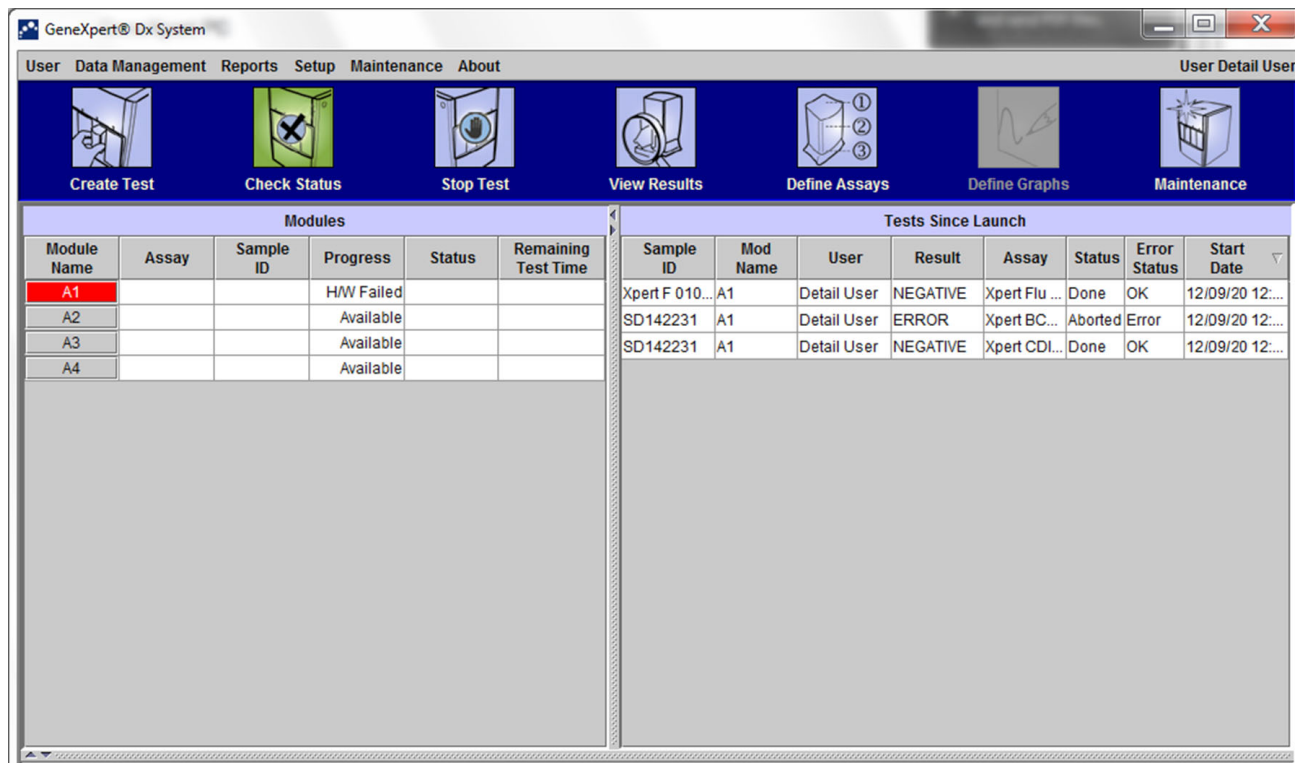 GeneXpert® Dx System
User Data Management Reports Setup Maintenance About User Detail User
Create Test Check Status Stop Test View Results Define Assays Define Graphs Maintenance
① 
② 
③
Modules
Module Name Assay Sample ID Progress Status Remaining Test Time
A1 H/W Failed
A2 Available
A3 Available
A4 Available
Tests Since Launch
Sample ID Mod Name User Result Assay Status Error Status Start Date
Xpert F 010... A1 Detail User NEGATIVE Xpert Flu ... Done OK 12/09/20 12:...
SD142231 A1 Detail User ERROR Xpert BC... Aborted Error 12/09/20 12:...
SD142231 A1 Detail User NEGATIVE Xpert CDI... Done OK 12/09/20 12:...